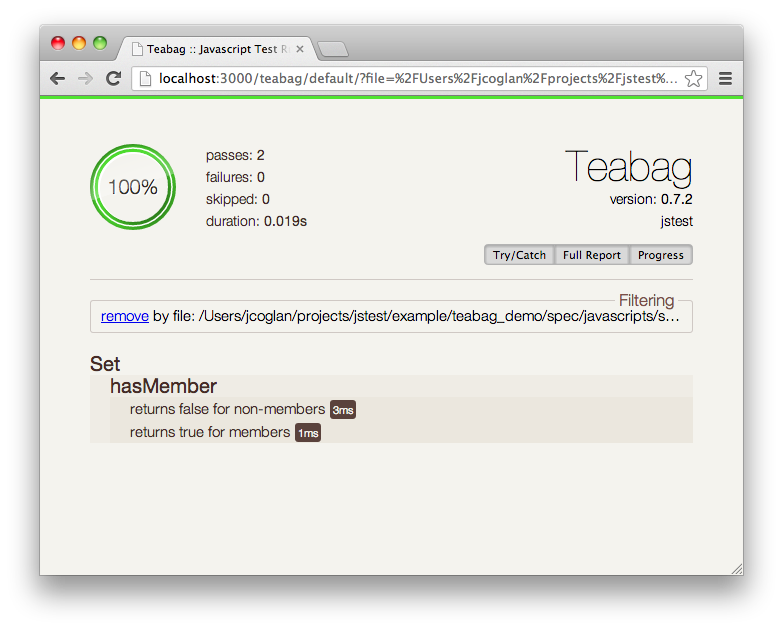 Teabag :: Javascript Test R
localhost:3000/teabag/default/?file=%2FUsers%2Fjcoglan%2Fprojects%2Fjstest%...
100%
passes: 2
failures: 0
skipped: 0
duration: 0.019s
Teabag
version: 0.7.2
jstest
Try/Catch Full Report Progress
Filtering
remove by file: /Users/jcoglan/projects/jstest/example/teabag_demo/spec/javascripts/s...
Set
hasMember
returns false for non-members 3ms
returns true for members 1ms